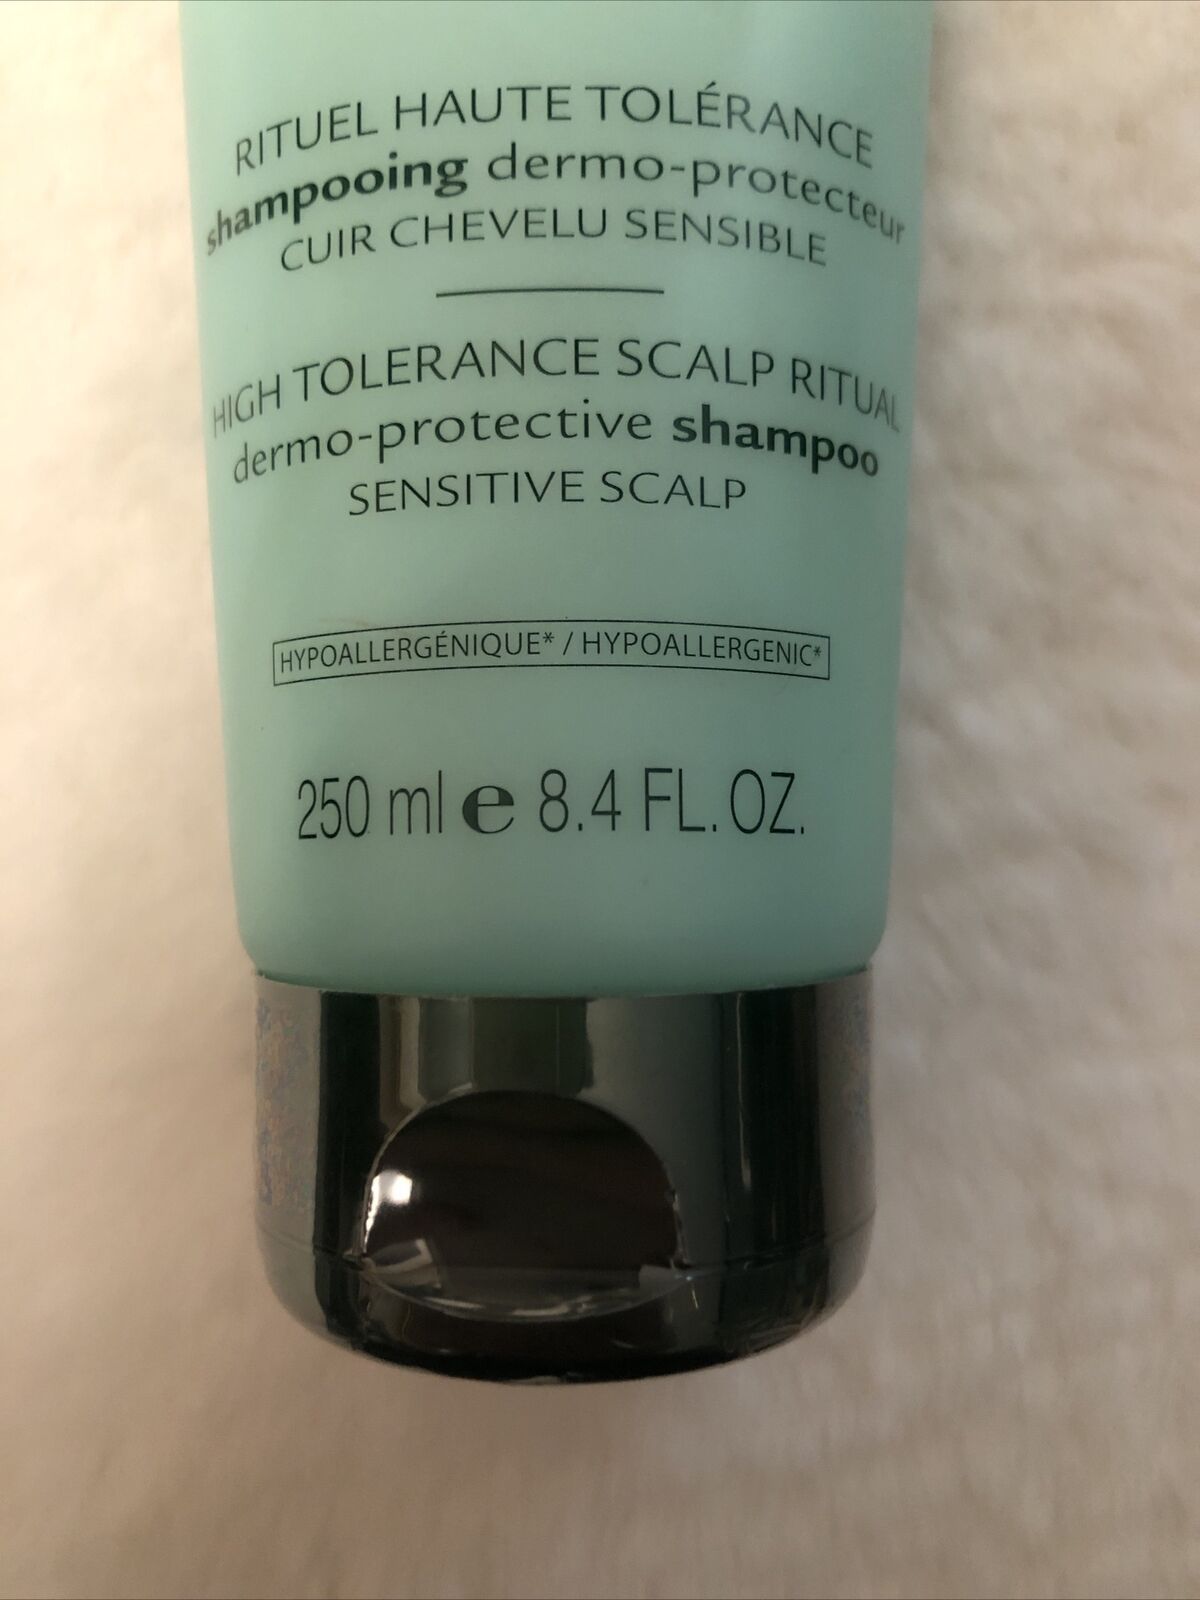 RITUEL HAUTE TOLÉRANCE
shampooing dermo-protecteur
CUIR CHEVELU SENSIBLE
HIGH TOLERANCE SCALP RITUAL
dermo-protective shampoo
SENSITIVE SCALP
HYPOALLERGÉNIQUE* / HYPOALLERGENIC*
250 ml e 8.4 FL. OZ.